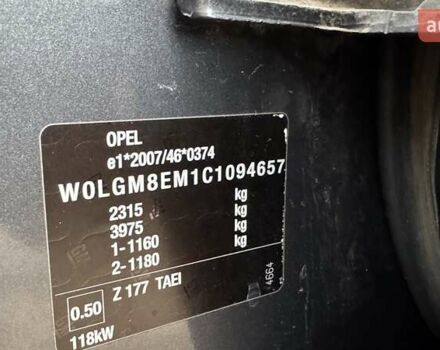 OPEL
e1*2007/46*0374
W0LGM8EM1C1094657
2315 kg
3975 kg
1-1160 kg
2-1180 kg
0.50 Z 177 TAEI
118kW
4664